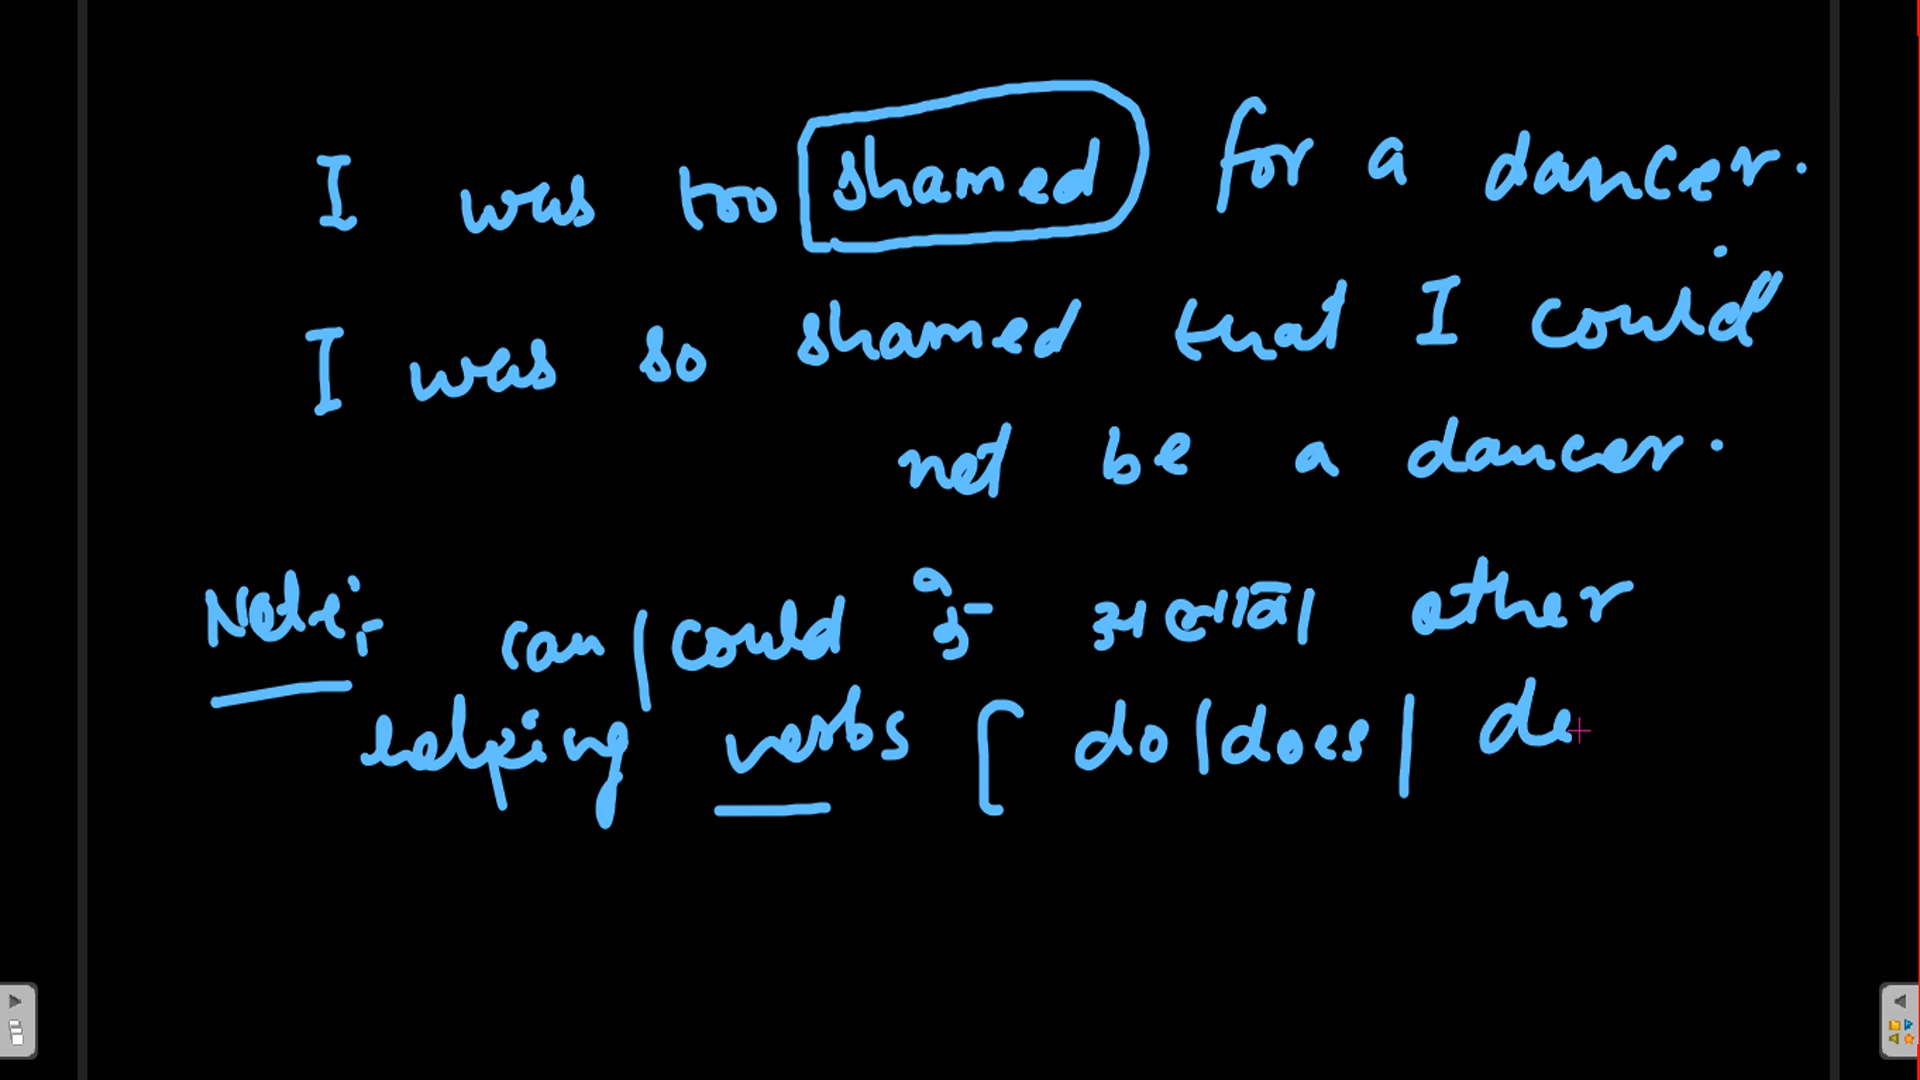 I was too shamed for a dancer.
I was so shamed that I could
not be a dancer.
Note:- can/could के अलावा other
helping verbs [ do/does/ de